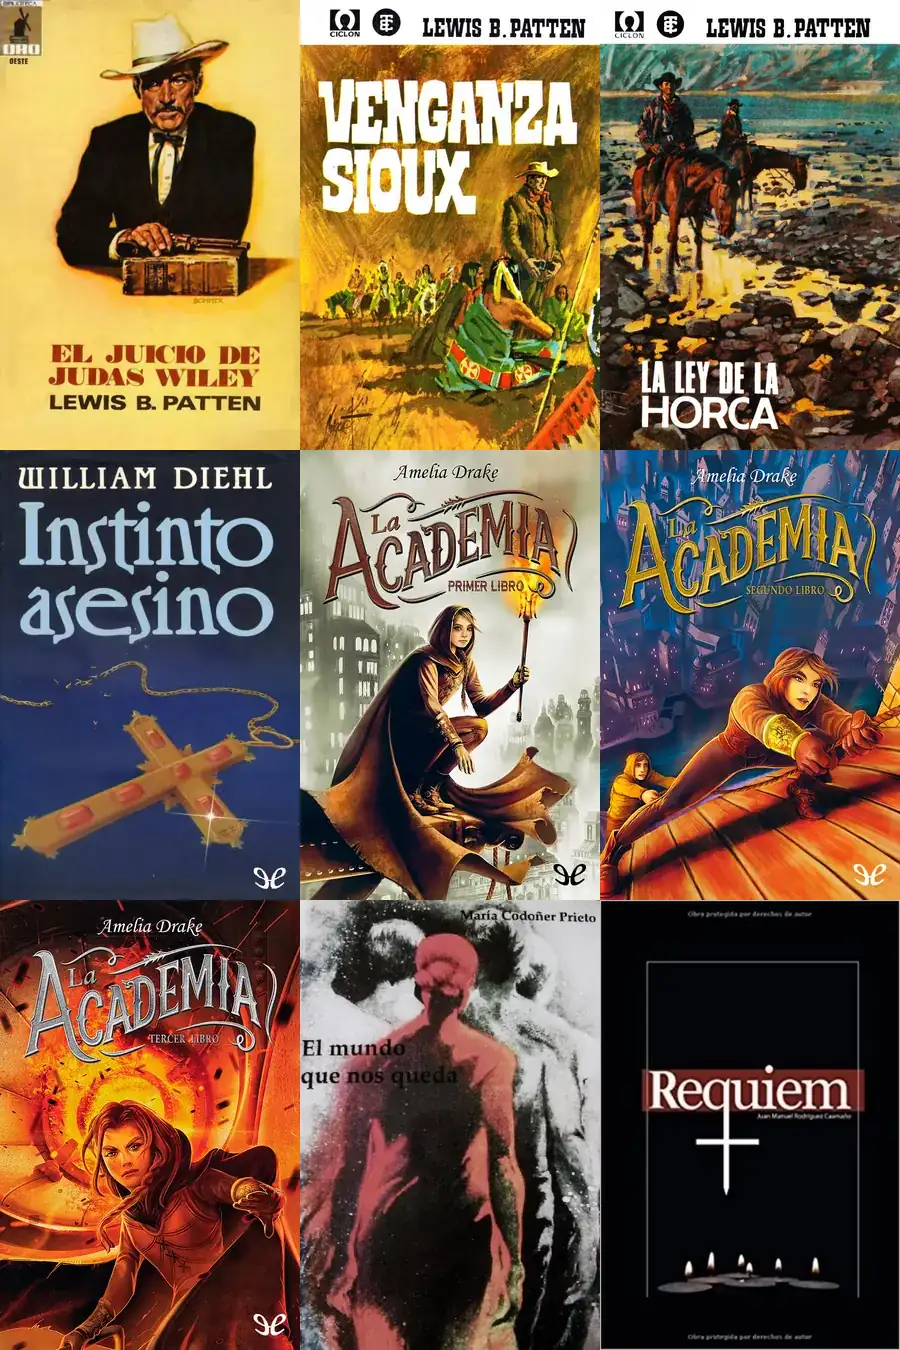 BIBLIOTECA
ORO
OESTE
EL JUICIO DE
JUDAS WILEY
LEWIS B. PATTEN
CICLON
LEWIS B. PATTEN
VENGANZA
SIOUX
CICLON
LEWIS B. PATTEN
LA LEY DE LA
HORCA
WILLIAM DIEHL
Instinto
asesino
Amelia Drake
La
ACADEMIA
PRIMER LIBRO
Amelia Drake
La
ACADEMIA
SEGUNDO LIBRO
Amelia Drake
La
ACADEMIA
TERCER LIBRO
María Codoñer Prieto
El mundo
que nos queda
Obra protegida por derechos de autor
Requiem
Juan Manuel Rodríguez Caamaño
Obra protegida por derechos de autor